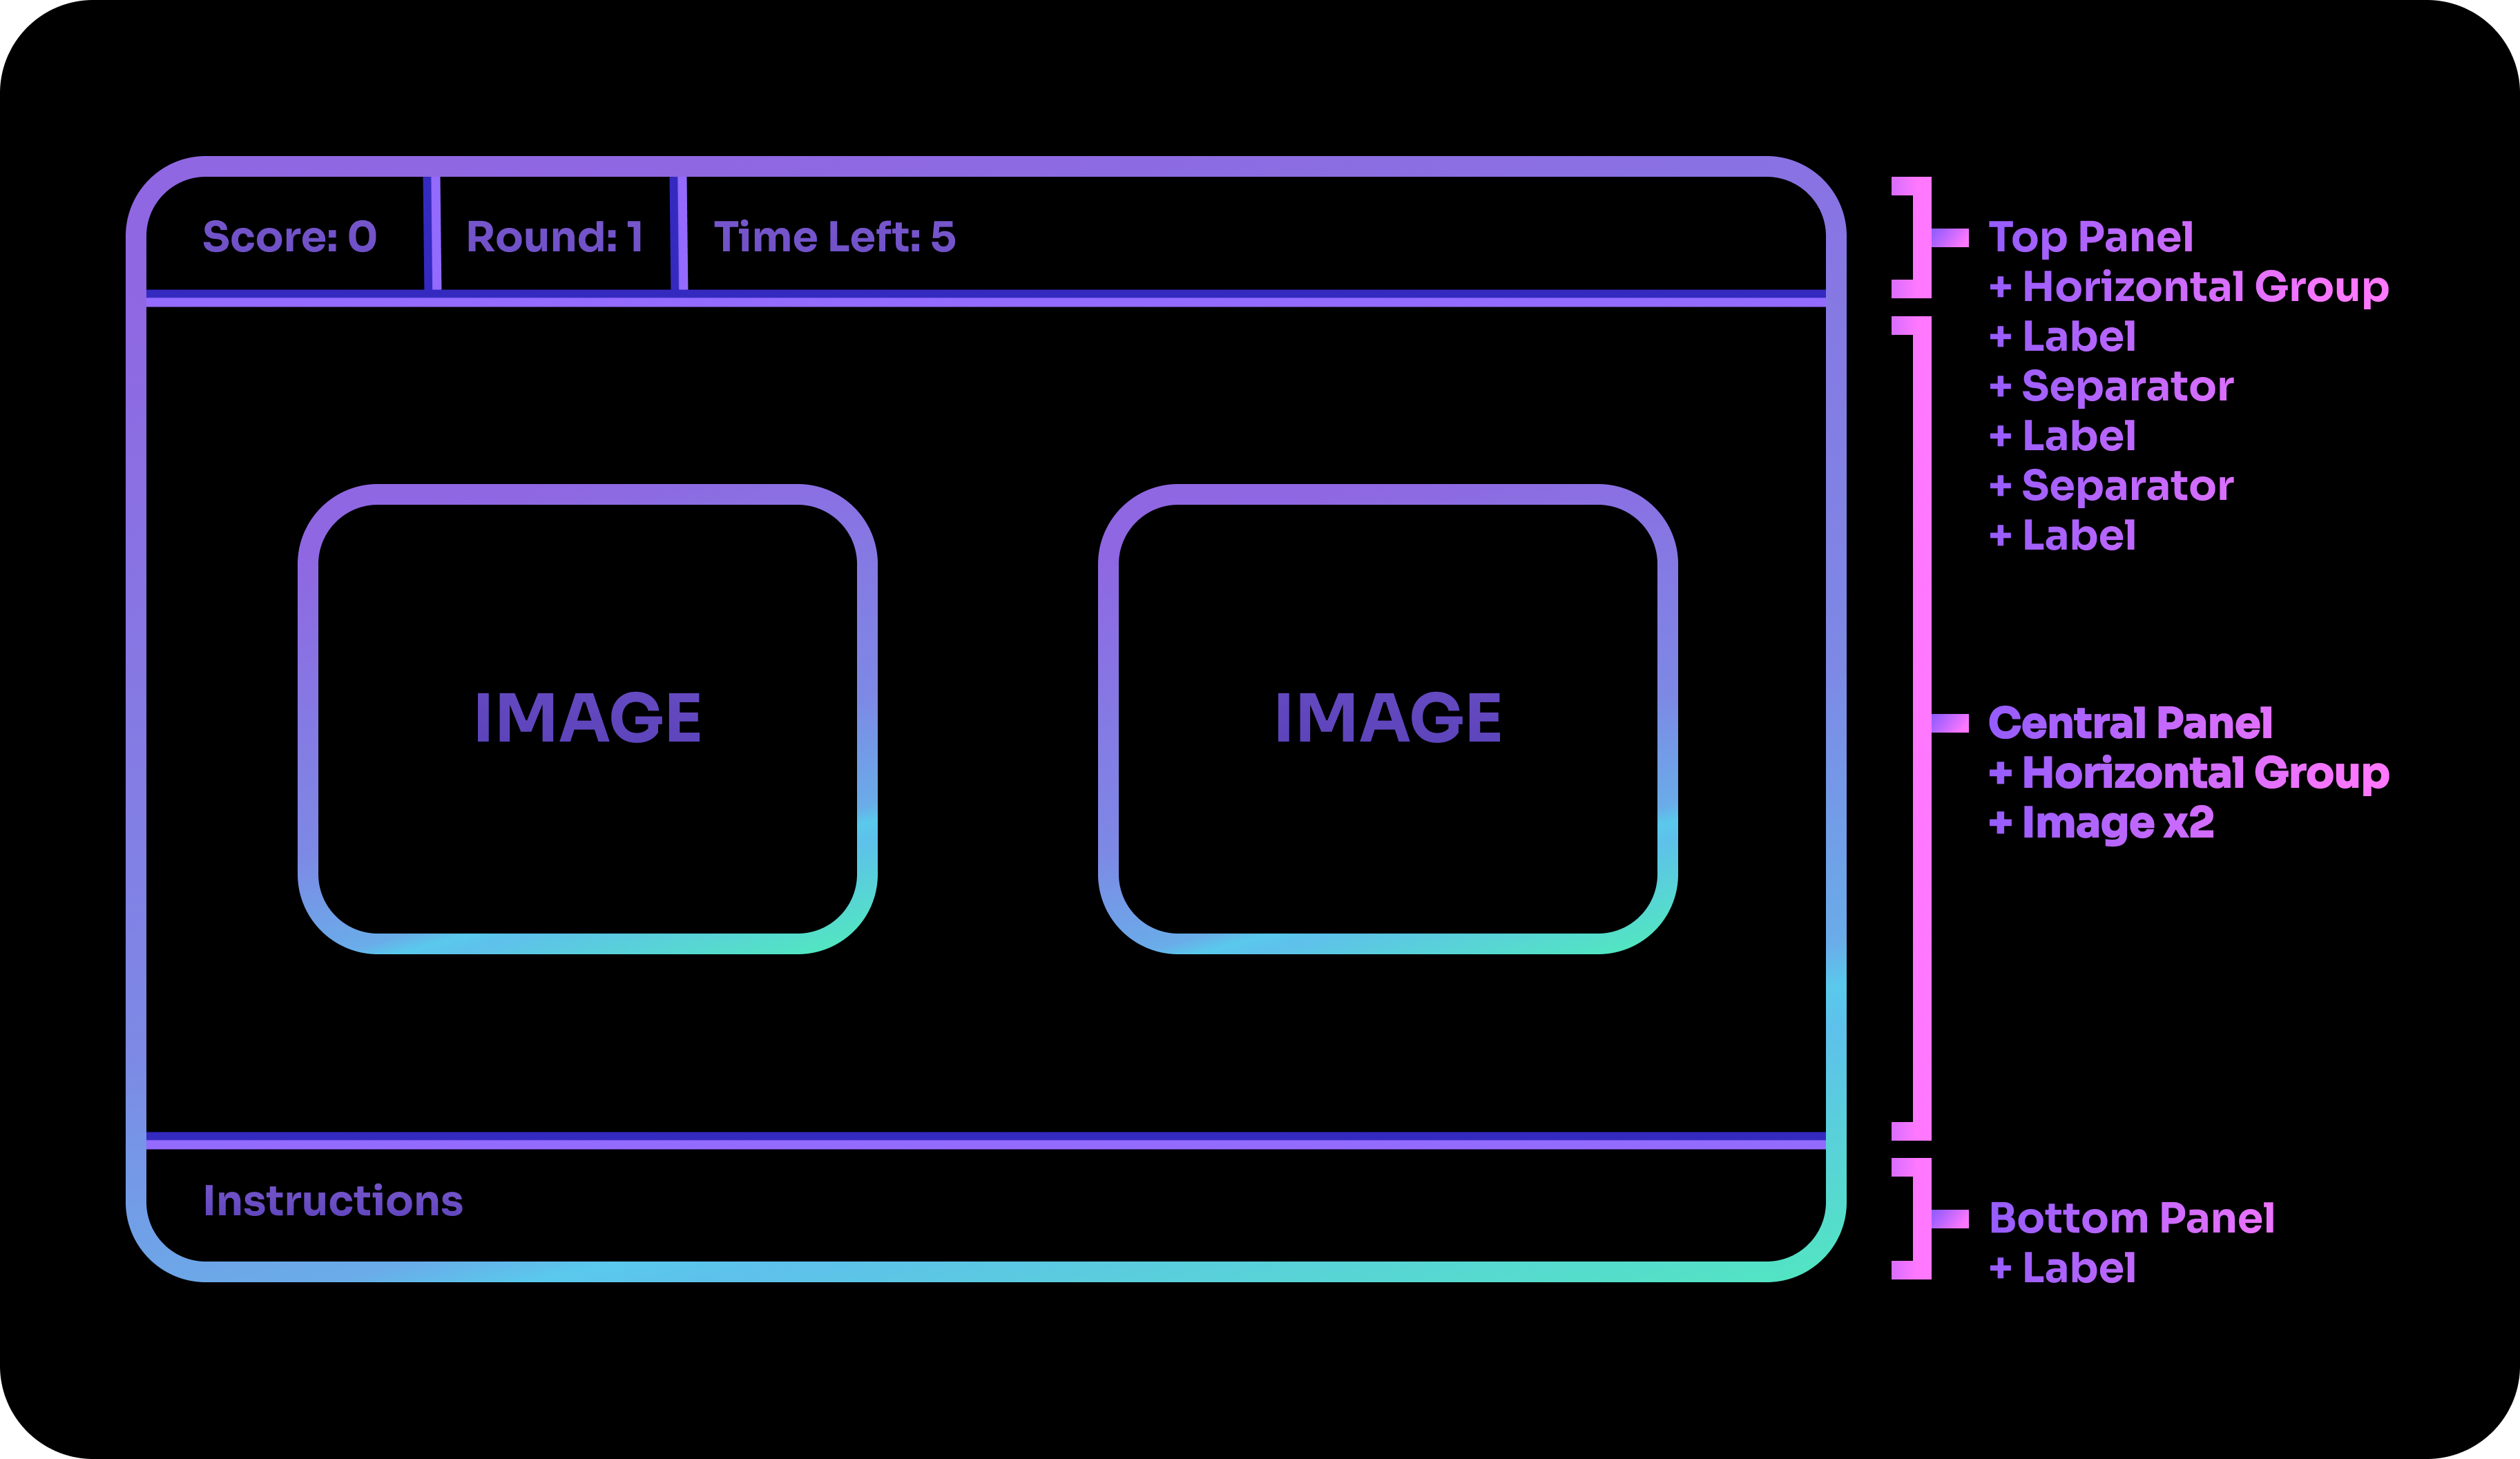 Score: 0
Round: 1
Time Left: 5
IMAGE
IMAGE
Instructions
Top Panel
+ Horizontal Group
+ Label
+ Separator
+ Label
+ Separator
+ Label
Central Panel
+ Horizontal Group
+ Image x2
Bottom Panel
+ Label